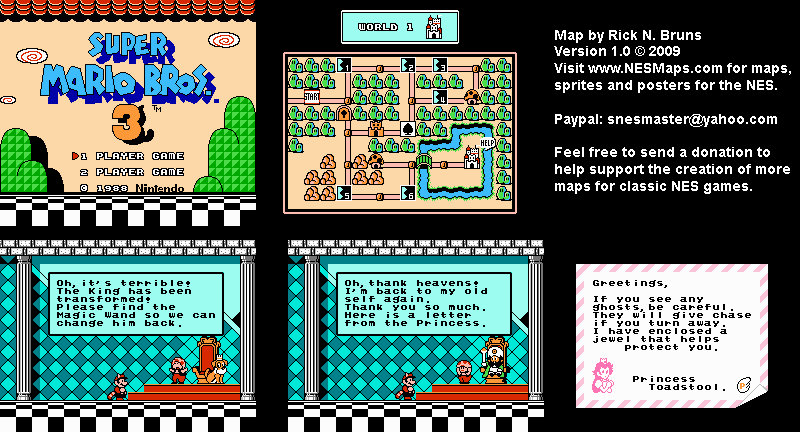 SUPER
MARIO BROS.
3 TM
1 PLAYER GAME
2 PLAYER GAME
© 1988 Nintendo
WORLD 1
1
2
3
START
4
HELP
5
6
Map by Rick N. Bruns
Version 1.0 © 2009
Visit www.NESMaps.com for maps,
sprites and posters for the NES.
Paypal: snesmaster@yahoo.com
Feel free to send a donation to
help support the creation of more
maps for classic NES games.
Oh, it's terrible!
The King has been
transformed!
Please find the
Magic Wand so we can
change him back.
Oh, thank heavens!
I'm back to my old
self again.
Thank you so much.
Here is a letter
from the Princess.
Greetings,
If you see any
ghosts,be careful.
They will give chase
if you turn away.
I have enclosed a
jewel that helps
protect you.
Princess
Toadstool.
P